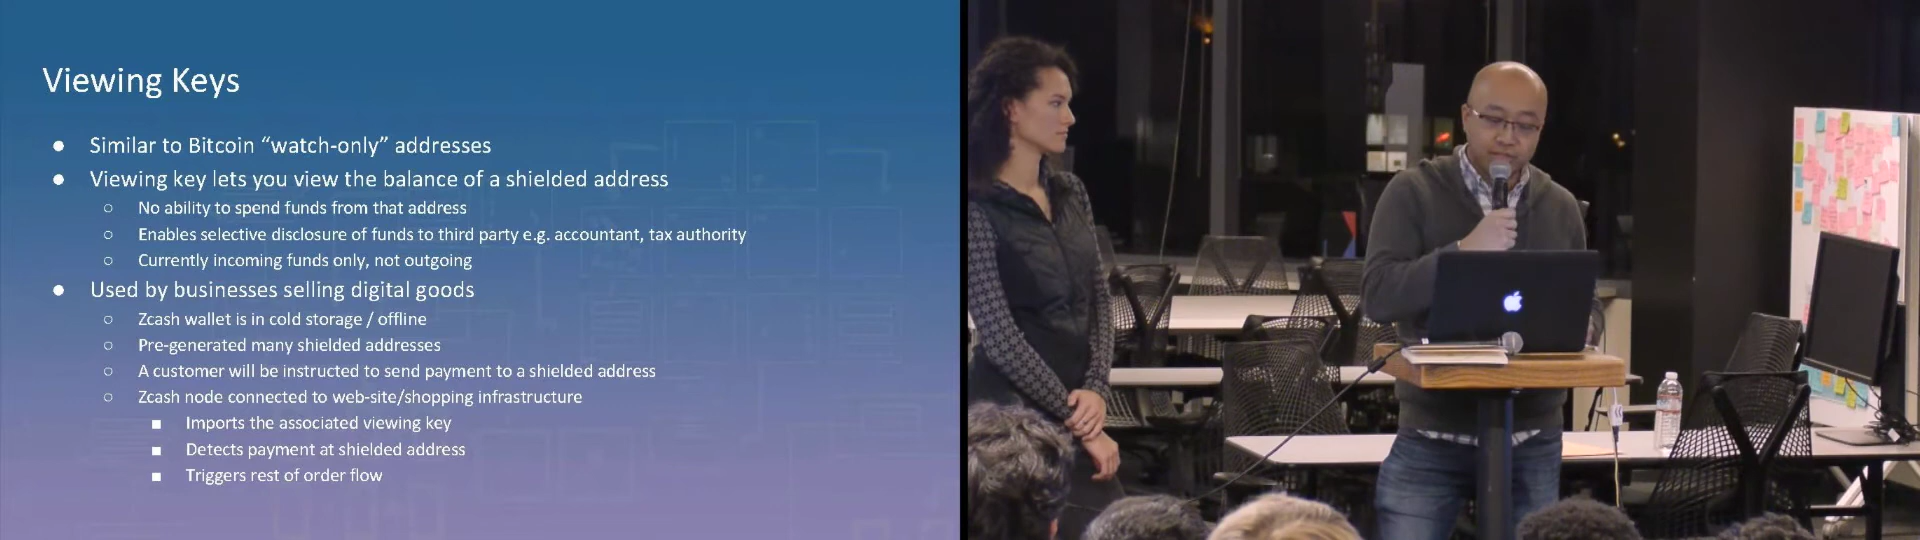 Viewing Keys
● Similar to Bitcoin “watch-only” addresses
● Viewing key lets you view the balance of a shielded address
○ No ability to spend funds from that address
○ Enables selective disclosure of funds to third party e.g. accountant, tax authority
○ Currently incoming funds only, not outgoing
● Used by businesses selling digital goods
○ Zcash wallet is in cold storage / offline
○ Pre-generated many shielded addresses
○ A customer will be instructed to send payment to a shielded address
○ Zcash node connected to web-site/shopping infrastructure
■ Imports the associated viewing key
■ Detects payment at shielded address
■ Triggers rest of order flow